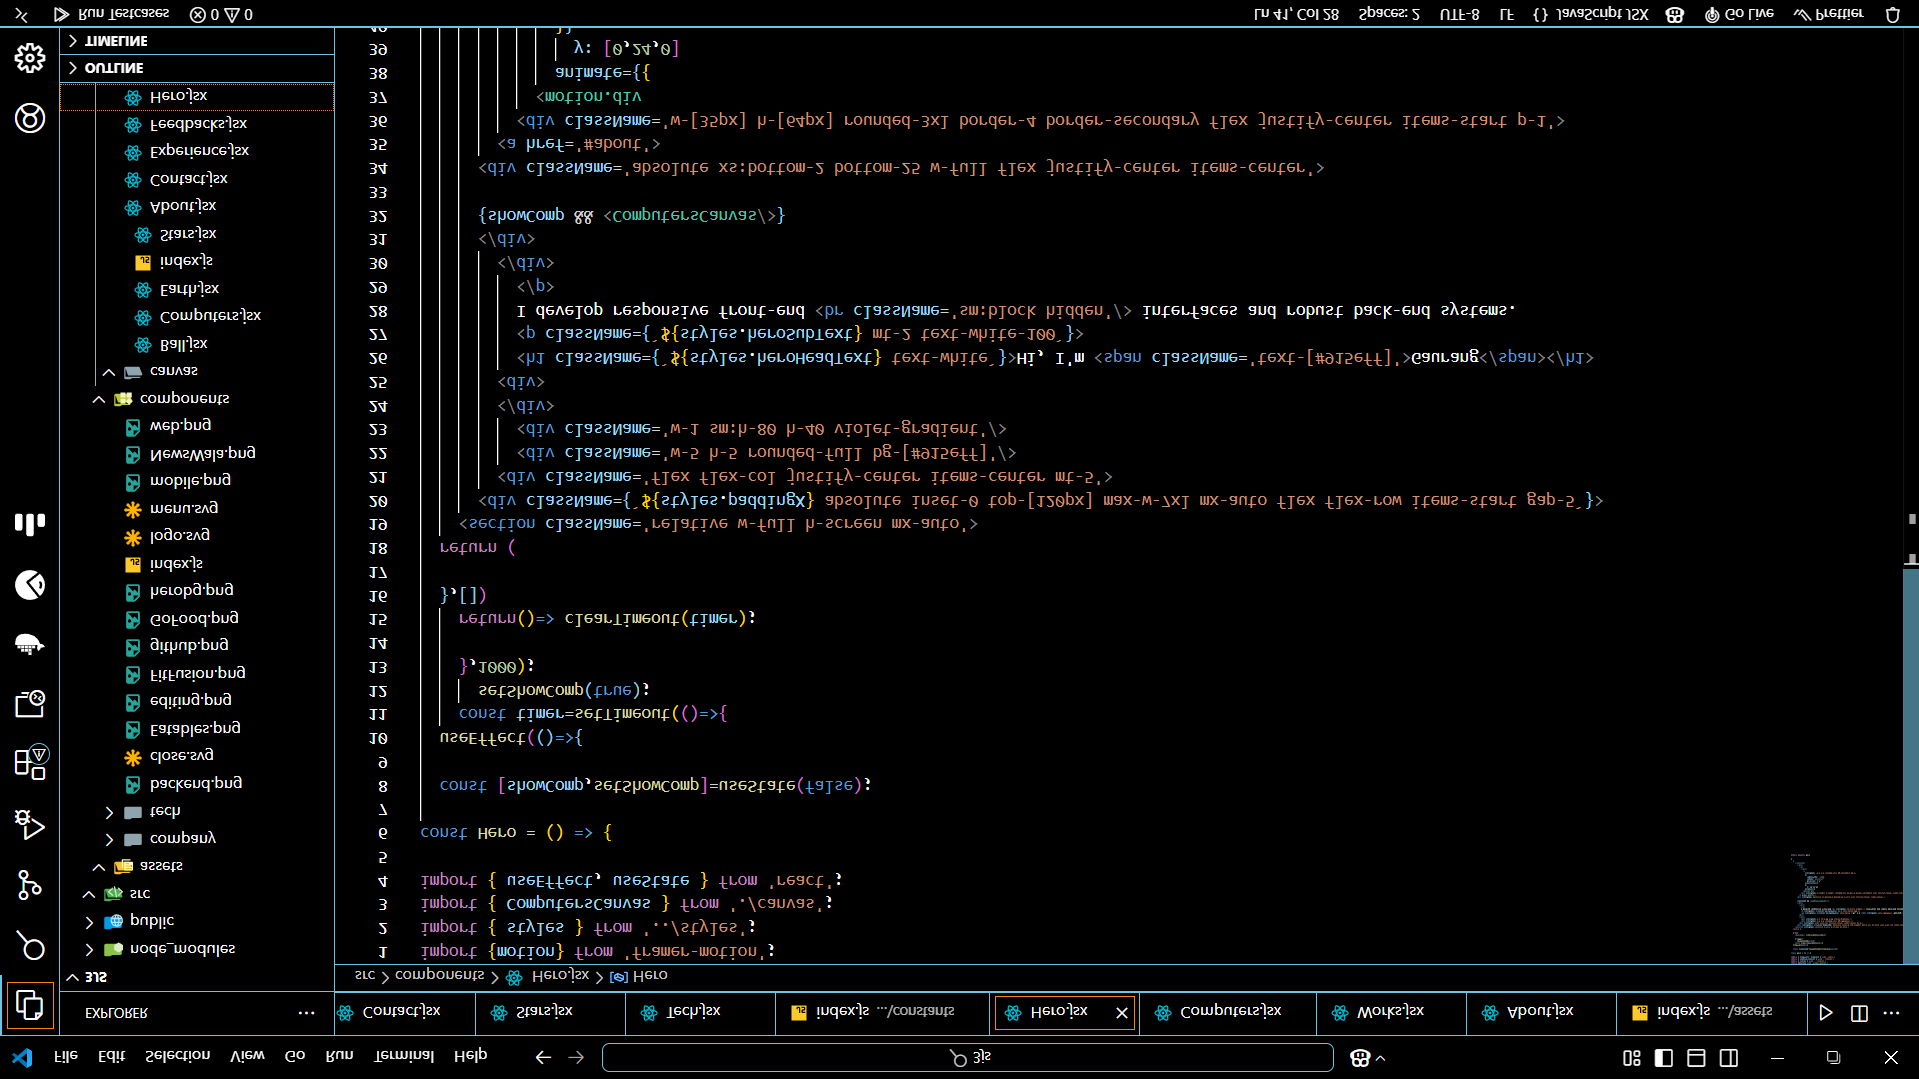 File Edit Selection View Go Run Terminal Help
3js
EXPLORER
Contact.jsx
Stars.jsx
Tech.jsx
index.js .../constants
Hero.jsx
Computers.jsx
Works.jsx
About.jsx
index.js .../assets
src > components > Hero.jsx > Hero
3JS
node_modules
public
src
assets
company
tech
backend.png
close.svg
Eatables.png
editing.png
FitFusion.png
github.png
GoFood.png
herobg.png
index.js
logo.svg
menu.svg
mobile.png
NewsWala.png
web.png
components
canvas
Ball.jsx
Computers.jsx
Earth.jsx
index.js
Stars.jsx
About.jsx
Contact.jsx
Experience.jsx
Feedbacks.jsx
Hero.jsx
OUTLINE
TIMELINE
1 import {motion} from 'framer-motion';
2 import { styles } from '../styles';
3 import { ComputersCanvas } from './canvas';
4 import { useEffect, useState } from 'react';
5
6 const Hero = () => {
7
8 const [showComp,setShowComp]=useState(false);
9
10 useEffect(()=>{
11 const timer=setTimeout(()=>{
12 setShowComp(true);
13 },1000);
14
15 return()=> clearTimeout(timer);
16 },[])
17
18 return (
19 <section className='relative w-full h-screen mx-auto'>
20 <div className={`${styles.paddingX} absolute inset-0 top-[120px] max-w-7xl mx-auto flex flex-row items-start gap-5`}>
21 <div className='flex flex-col justify-center items-center mt-5'>
22 <div className='w-5 h-5 rounded-full bg-[#915eff]'/>
23 <div className='w-1 sm:h-80 h-40 violet-gradient'/>
24 </div>
25 <div>
26 <h1 className={`${styles.heroHeadText} text-white`}>Hi, I'm <span className='text-[#915eff]'>Gaurang</span></h1>
27 <p className={`${styles.heroSubText} mt-2 text-white-100`}>
28 I develop responsive front-end <br className='sm:block hidden'/> interfaces and robust back-end systems.
29 </p>
30 </div>
31 </div>
32 {showComp && <ComputersCanvas/>}
33
34 <div className='absolute xs:bottom-2 bottom-25 w-full flex justify-center items-center'>
35 <a href='#about'>
36 <div className='w-[35px] h-[64px] rounded-3xl border-4 border-secondary flex justify-center items-start p-1'>
37 <motion.div
38 animate={{
39 y: [0,24,0]
40 }}
Run Testcases 0 0
Ln 41, Col 28 Spaces: 2 UTF-8 LF {} JavaScript JSX Go Live Prettier